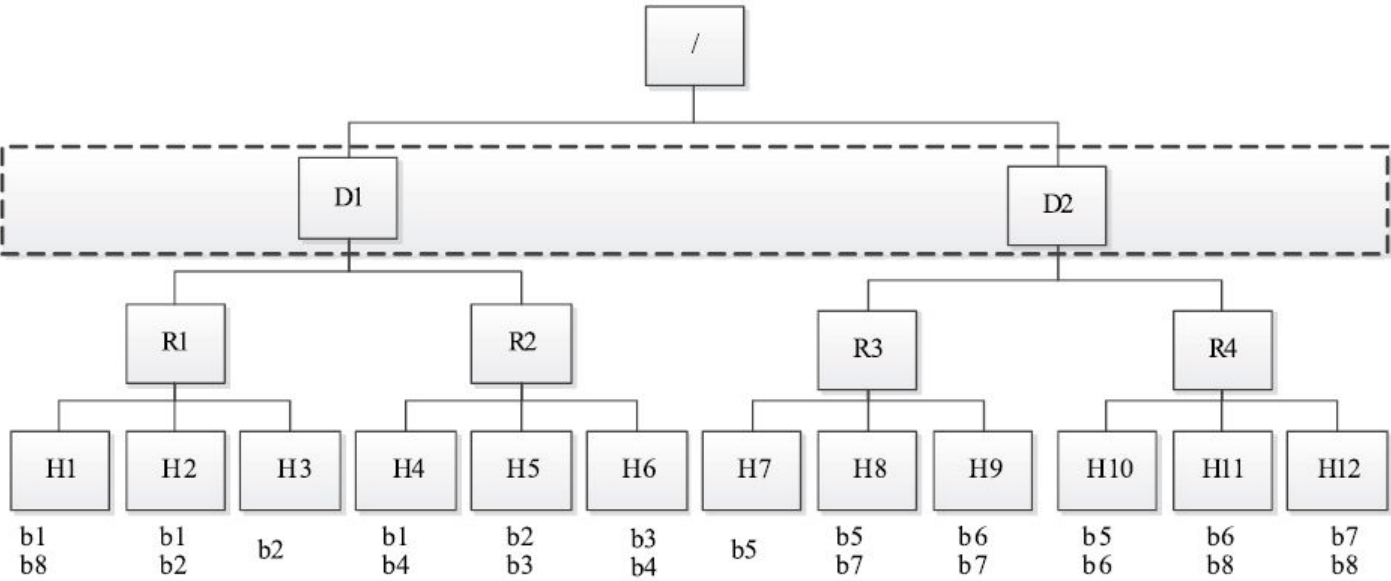 /
D1 D2
R1 R2 R3 R4
H1 H2 H3 H4 H5 H6 H7 H8 H9 H10 H11 H12
b1 b1 b2 b1 b2 b3 b5 b5 b6 b5 b6 b7
b8 b2 b4 b3 b4 b7 b7 b6 b8 b8